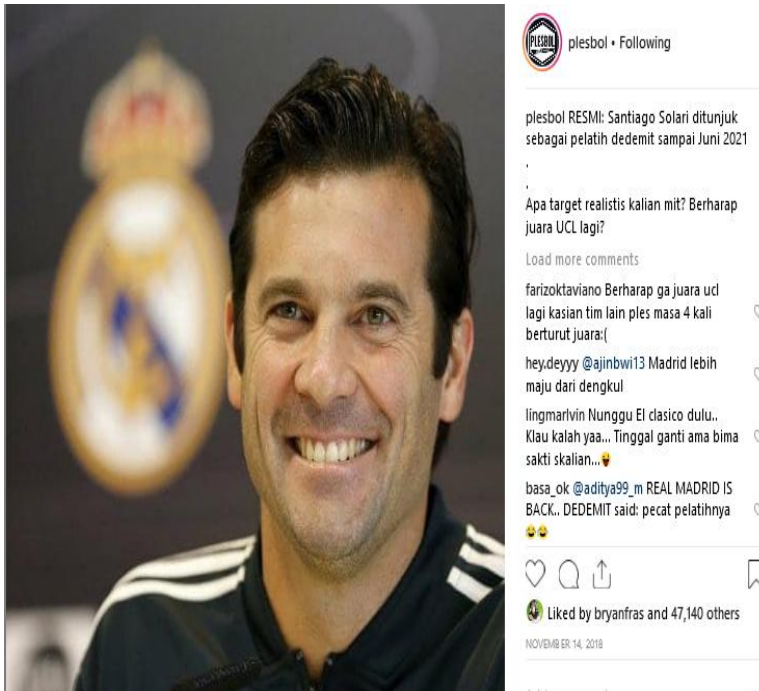 PLESBOL
plesbol • Following
plesbol RESMI: Santiago Solari ditunjuk
sebagai pelatih dedemit sampai Juni 2021
.
.
Apa target realistis kalian mit? Berharap
juara UCL lagi?
Load more comments
farizoktaviano Berharap ga juara ucl
lagi kasian tim lain ples masa 4 kali
berturut juara:(
hey.deyyy @ajinbwi13 Madrid lebih
maju dari dengkul
lingmarlvin Nunggu El clasico dulu..
Klau kalah yaa... Tinggal ganti ama bima
sakti skalian...😜
basa_ok @aditya99_m REAL MADRID IS
BACK.. DEDEMIT said: pecat pelatihnya
😂😂
Liked by bryanfras and 47,140 others
NOVEMBER 14, 2018